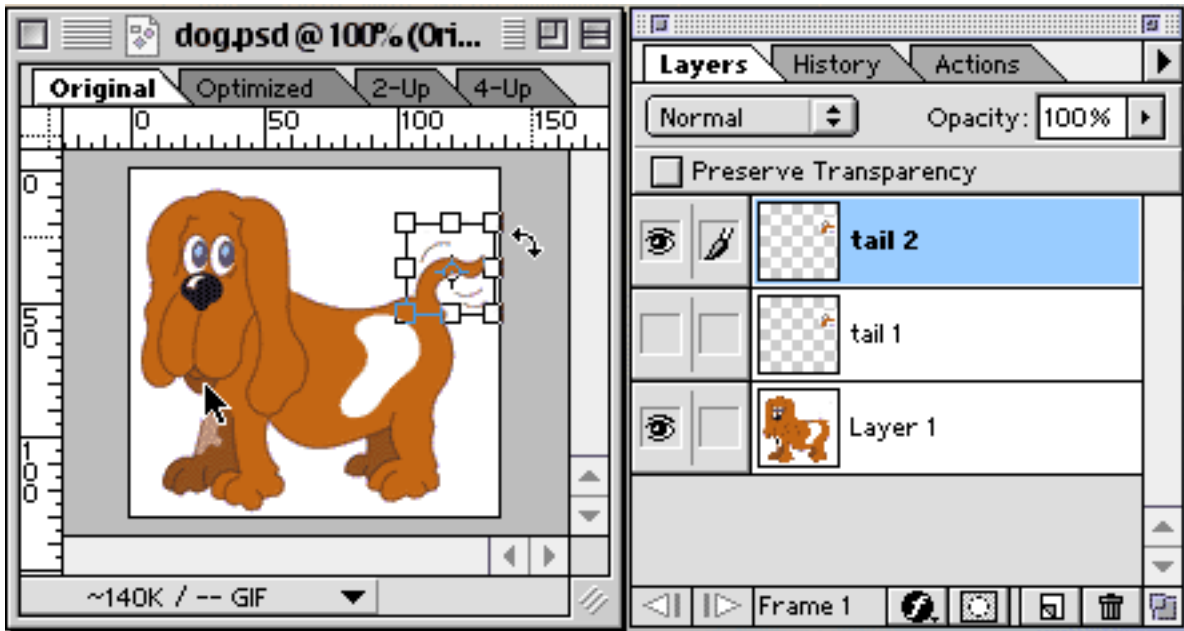 dog.psd @ 100% (Ori...
Original Optimized 2-Up 4-Up
0 50 100 150
0
50
100
~140K / -- GIF
Layers History Actions
Normal Opacity: 100%
Preserve Transparency
tail 2
tail 1
Layer 1
Frame 1